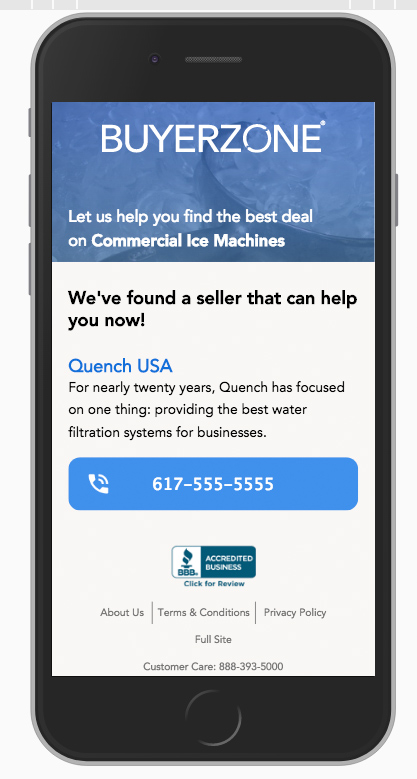 BUYERZONE®
Let us help you find the best deal
on Commercial Ice Machines
We've found a seller that can help
you now!
Quench USA
For nearly twenty years, Quench has focused
on one thing: providing the best water
filtration systems for businesses.
617-555-5555
BBB. ACCREDITED
BUSINESS
Click for Review
About Us | Terms & Conditions | Privacy Policy
Full Site
Customer Care: 888-393-5000